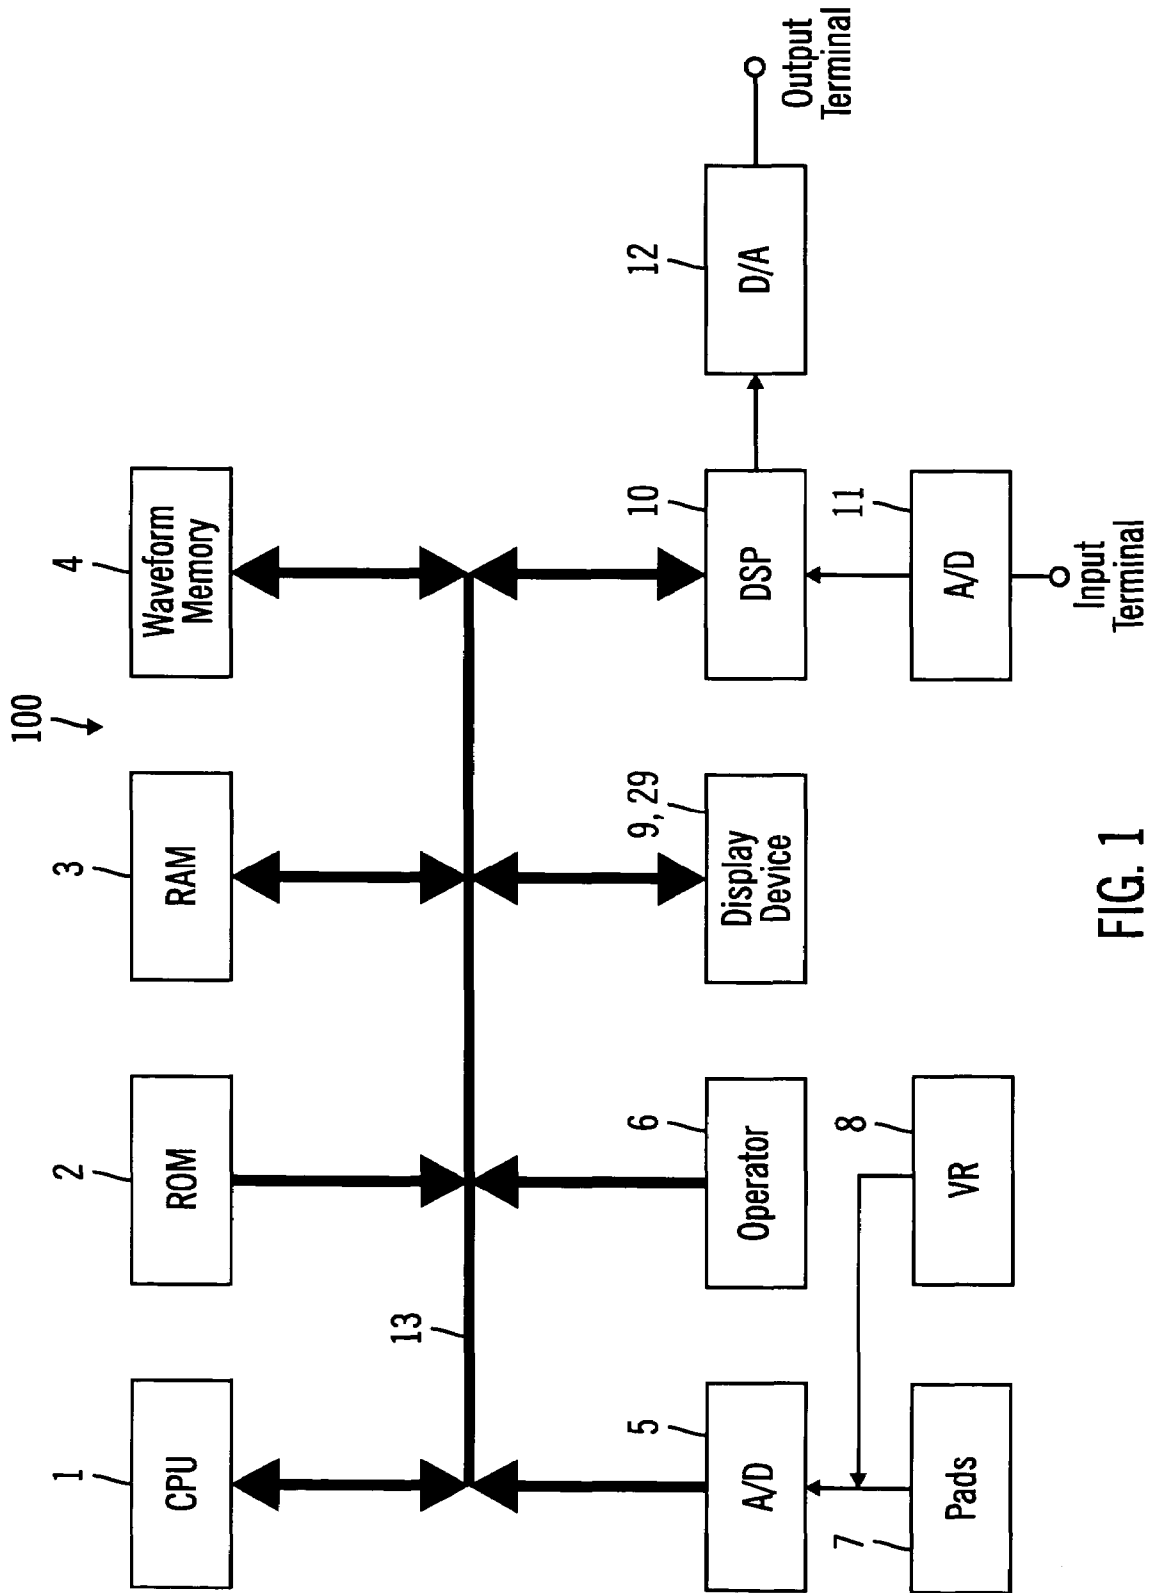 100
1
2
3
4
CPU
ROM
RAM
Waveform
Memory
13
5
6
9, 29
10
12
A/D
Operator
Display
Device
DSP
D/A
Output
Terminal
7
8
11
Pads
VR
A/D
Input
Terminal
FIG. 1